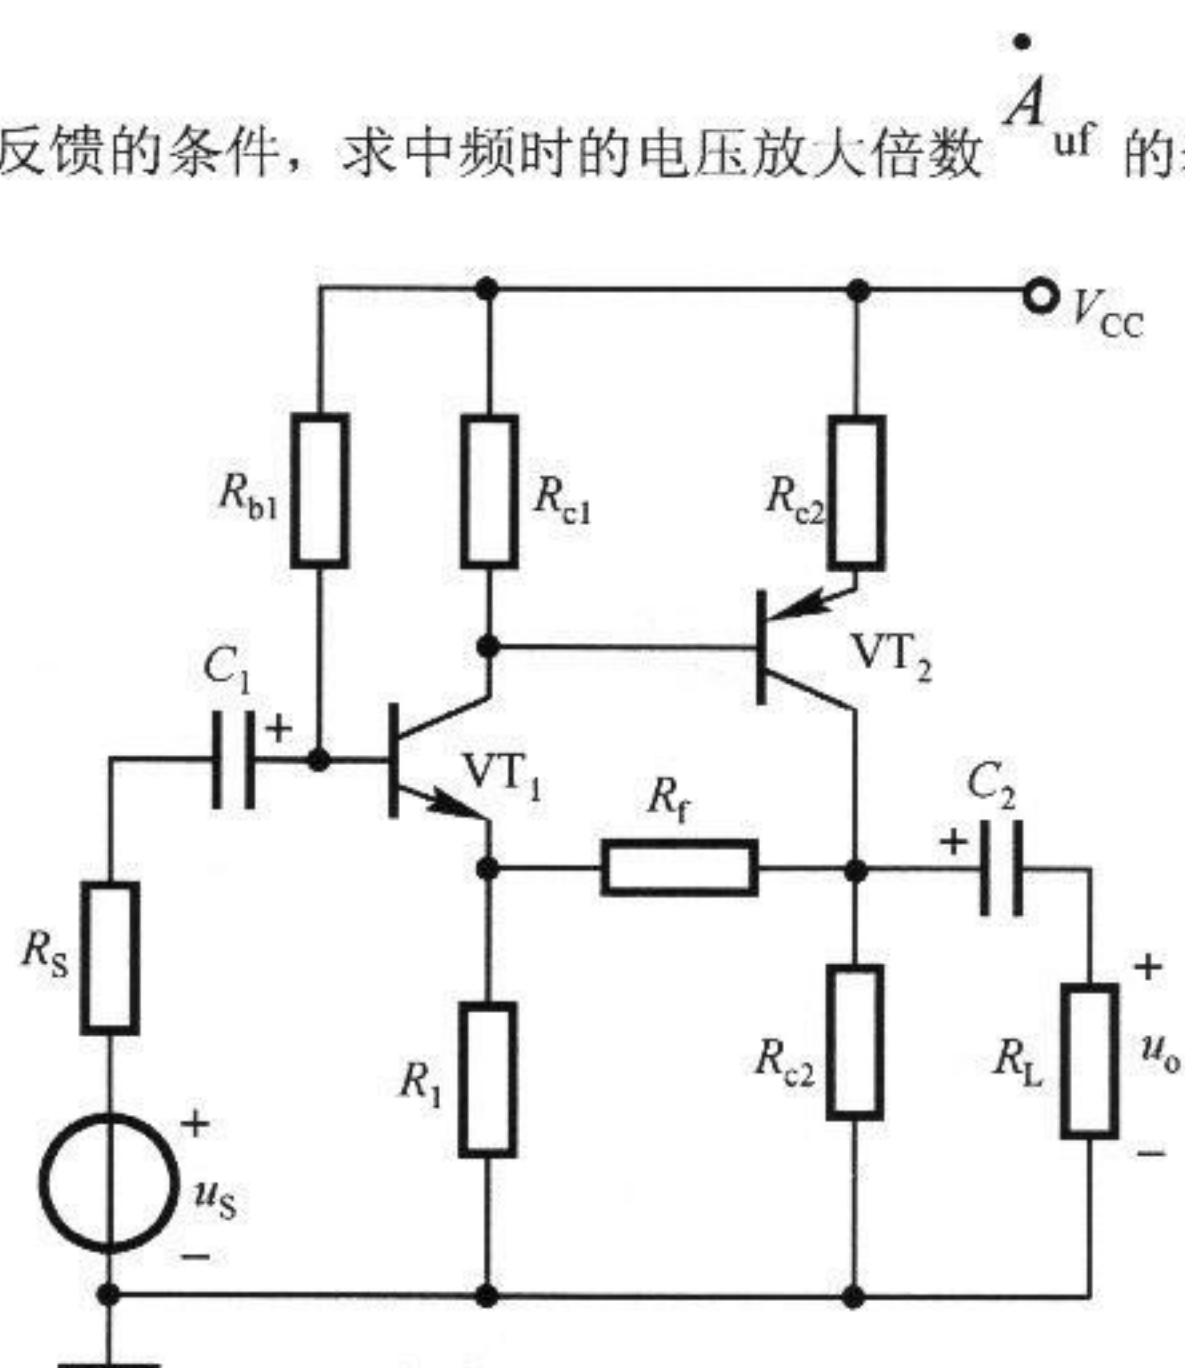 反馈的条件，求中频时的电压放大倍数 Ȧuf 的
VCC
Rb1 Rc1 Rc2
C1 + VT2
VT1 Rf C2
+
RS R1 Rc2 RL + uo −
+ uS −